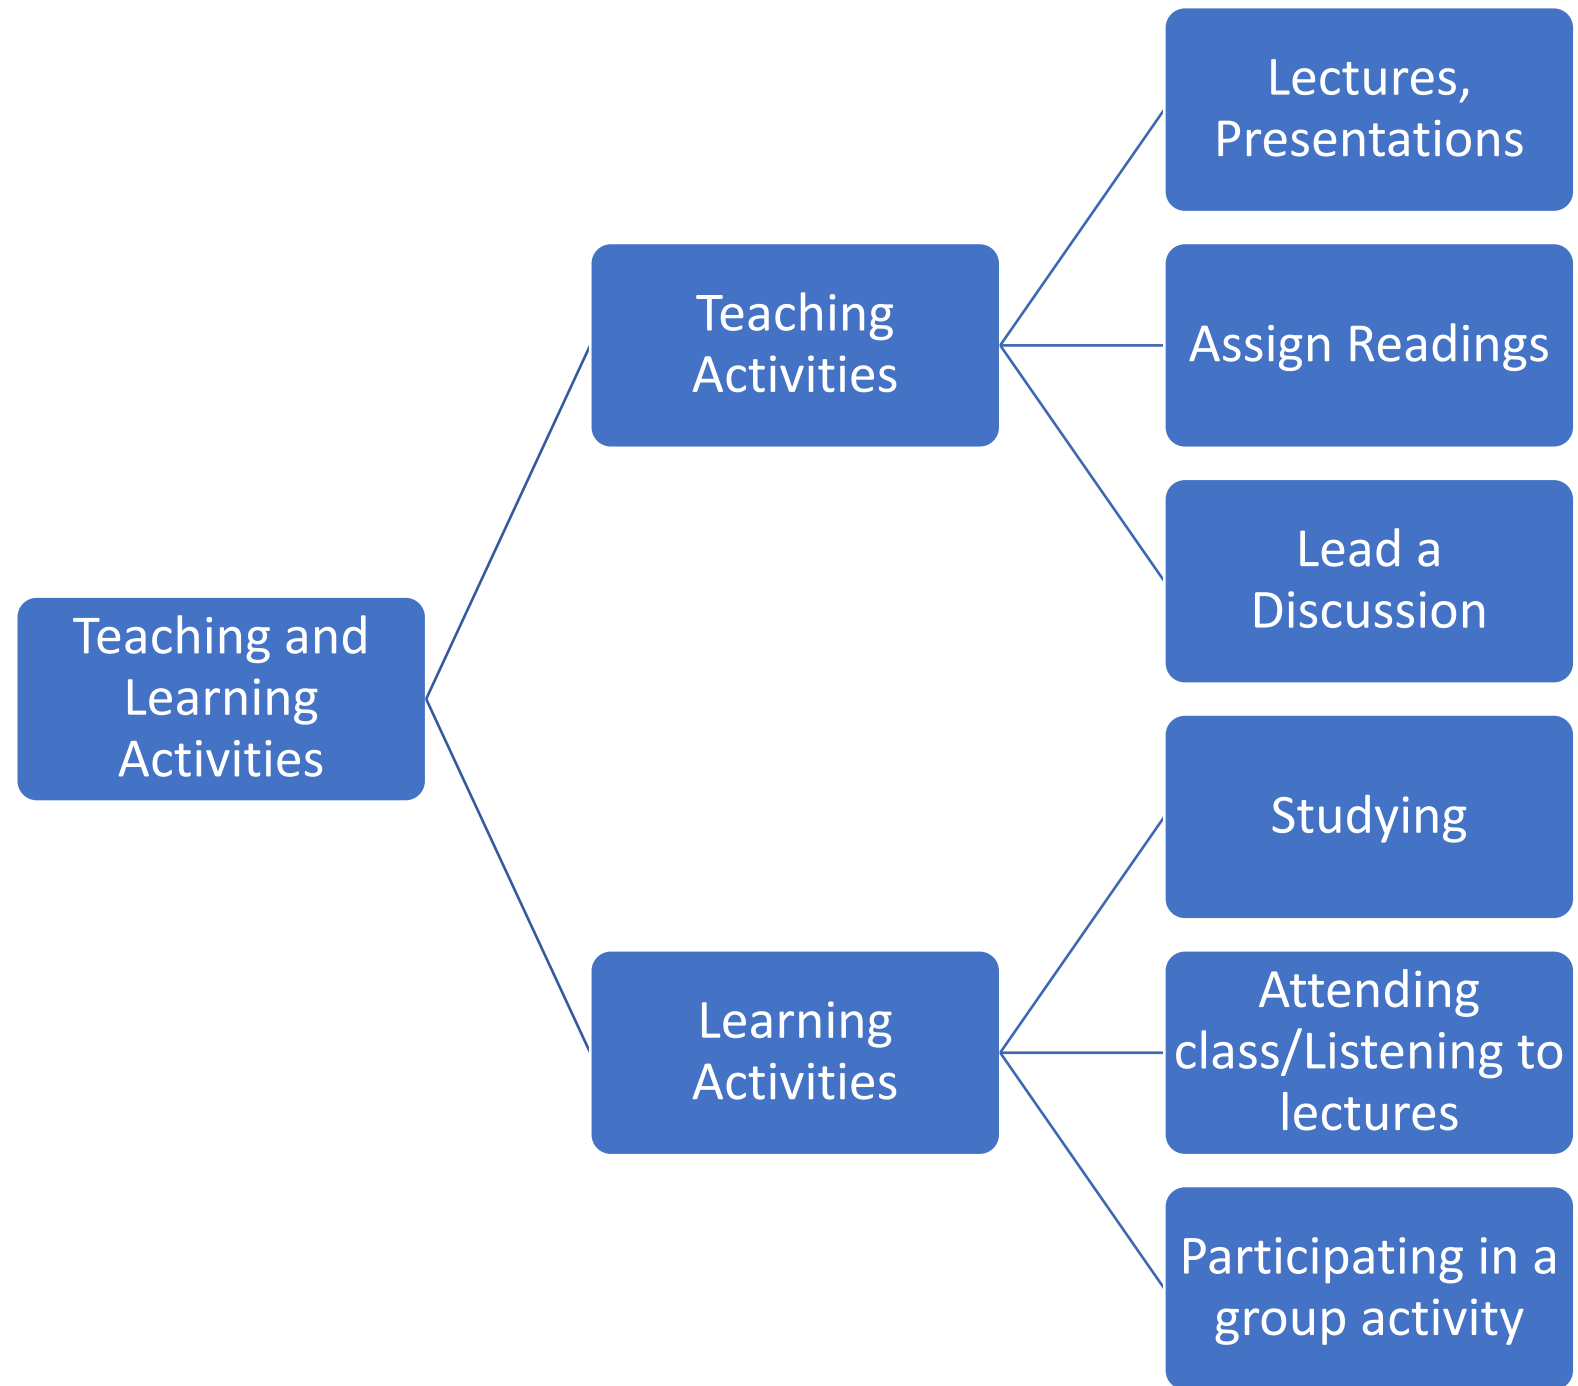 Teaching and
Learning
Activities
Teaching
Activities
Lectures,
Presentations
Assign Readings
Lead a
Discussion
Learning
Activities
Studying
Attending
class/Listening to
lectures
Participating in a
group activity